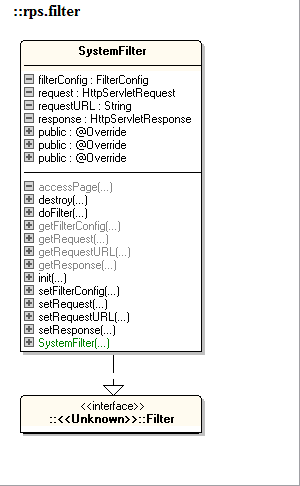 ::rps.filter
SystemFilter
filterConfig : FilterConfig
request : HttpServletRequest
requestURL : String
response : HttpServletResponse
public : @Override
public : @Override
public : @Override
accessPage(...)
destroy(...)
doFilter(...)
getFilterConfig(...)
getRequest(...)
getRequestURL(...)
getResponse(...)
init(...)
setFilterConfig(...)
setRequest(...)
setRequestURL(...)
setResponse(...)
SystemFilter(...)
<<interface>>
::<<Unknown>>::Filter